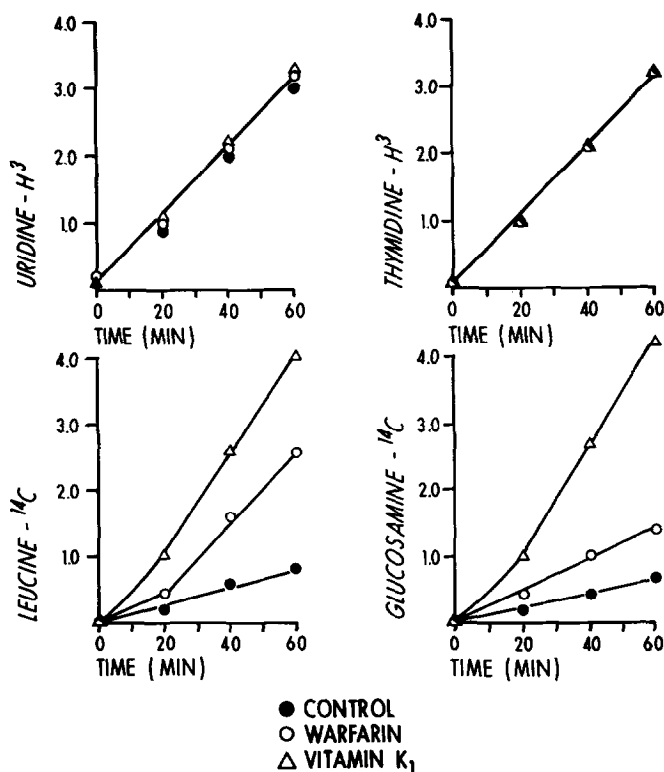 4.0
3.0
2.0
1.0
URIDINE - H³
0 20 40 60
TIME (MIN)
4.0
3.0
2.0
1.0
THYMIDINE - H³
0 20 40 60
TIME (MIN)
4.0
3.0
2.0
1.0
LEUCINE - ¹⁴C
0 20 40 60
TIME (MIN)
4.0
3.0
2.0
1.0
GLUCOSAMINE - ¹⁴C
0 20 40 60
TIME (MIN)
● CONTROL
○ WARFARIN
△ VITAMIN K₁